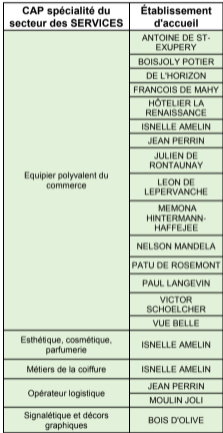 CAP spécialité du
secteur des SERVICES
Établissement
d'accueil
Equipier polyvalent du
commerce
ANTOINE DE ST-
EXUPERY
BOISJOLY POTIER
DE L'HORIZON
FRANCOIS DE MAHY
HÔTELIER LA
RENAISSANCE
ISNELLE AMELIN
JEAN PERRIN
JULIEN DE
RONTAUNAY
LEON DE
LEPERVANCHE
MEMONA
HINTERMANN-
HAFFEJEE
NELSON MANDELA
PATU DE ROSEMONT
PAUL LANGEVIN
VICTOR
SCHOELCHER
VUE BELLE
Esthétique, cosmétique,
parfumerie
ISNELLE AMELIN
Métiers de la coiffure
ISNELLE AMELIN
Opérateur logistique
JEAN PERRIN
MOULIN JOLI
Signalétique et décors
graphiques
BOIS D'OLIVE